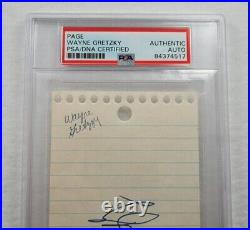 PAGE
WAYNE GRETZKY
PSA/DNA CERTIFIED
AUTHENTIC
AUTO
PSA
84374517
Wayne
Gretzky